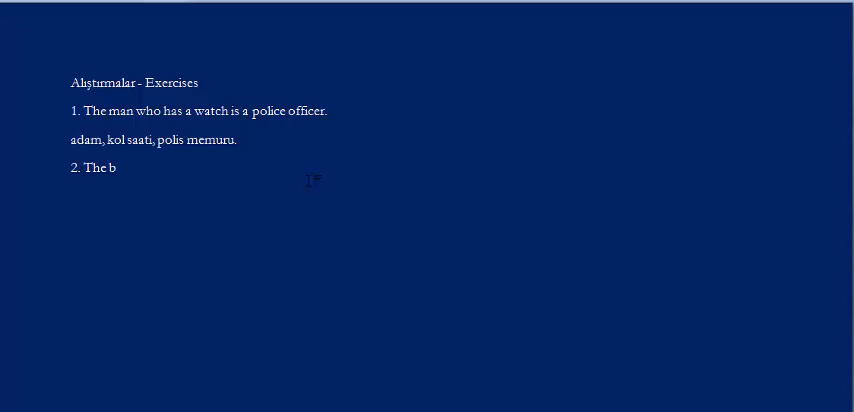 Alıştırmalar - Exercises
1. The man who has a watch is a police officer.
adam, kol saati, polis memuru.
2. The b